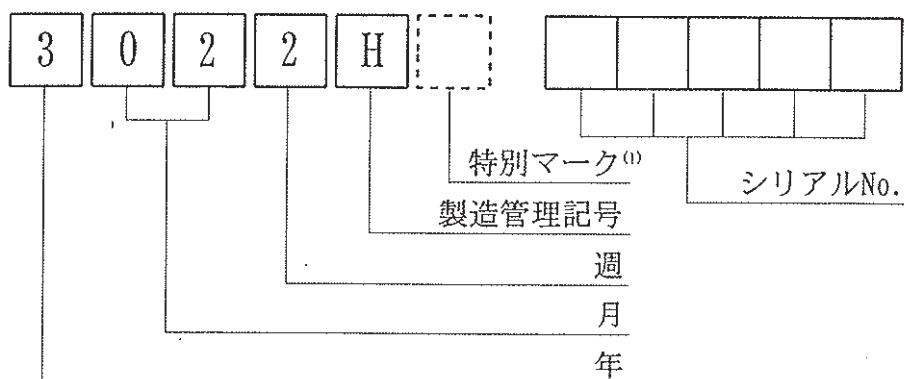 3 0 2 2 H
特別マーク(1)
シリアルNo.
製造管理記号
週
月
年